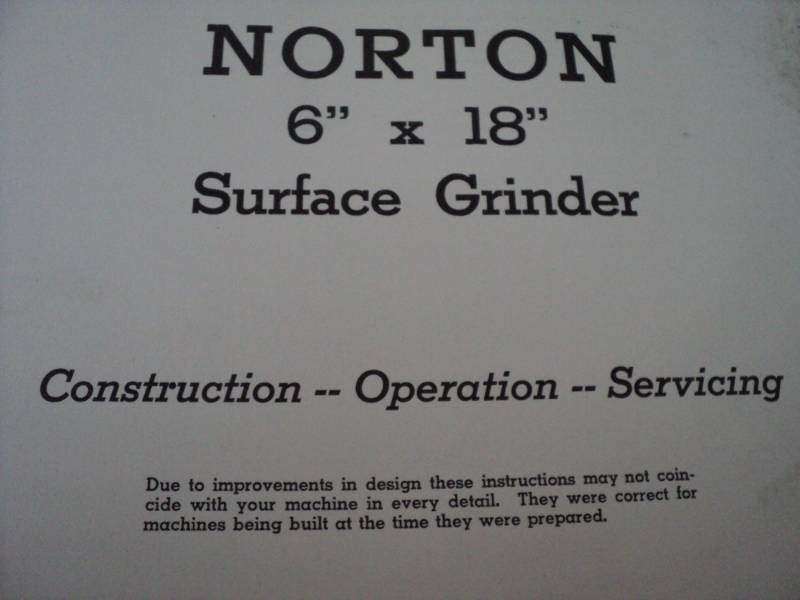 NORTON
6” x 18”
Surface Grinder
Construction -- Operation -- Servicing
Due to improvements in design these instructions may not coin-
cide with your machine in every detail. They were correct for
machines being built at the time they were prepared.